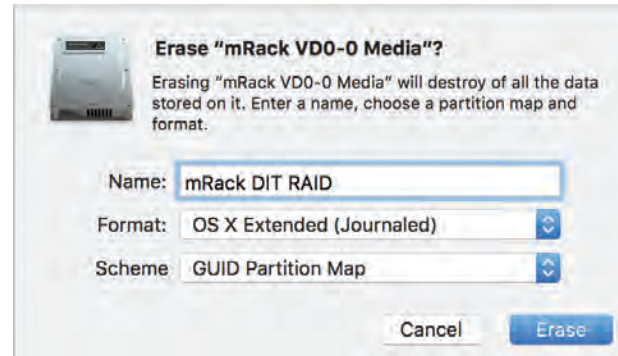 Erase “mRack VD0-0 Media“?
Erasing “mRack VD0-0 Media” will destroy of all the data
stored on it. Enter a name, choose a partition map and
format.
Name: mRack DIT RAID
Format: OS X Extended (Journaled)
Scheme GUID Partition Map
Cancel Erase